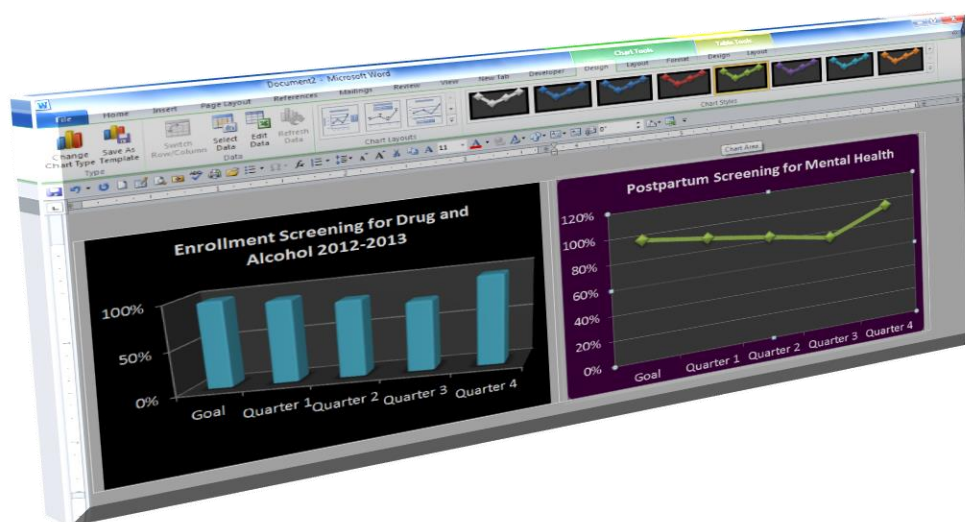 Chart Tools
Table Tools
Document2 - Microsoft Word
File
Home
Insert
Page Layout
References
Mailings
Review
View
New Tab
Developer
Design
Layout
Format
Design
Layout
Change
Chart Type
Save As
Template
Type
Switch
Row/Column
Select
Data
Edit
Data
Refresh
Data
Data
Chart Layouts
Chart Styles
11
0"
Chart Area
Enrollment Screening for Drug and
Alcohol 2012-2013
100%
50%
0%
Goal
Quarter 1
Quarter 2
Quarter 3
Quarter 4
Postpartum Screening for Mental Health
120%
100%
80%
60%
40%
20%
0%
Goal
Quarter 1
Quarter 2
Quarter 3
Quarter 4